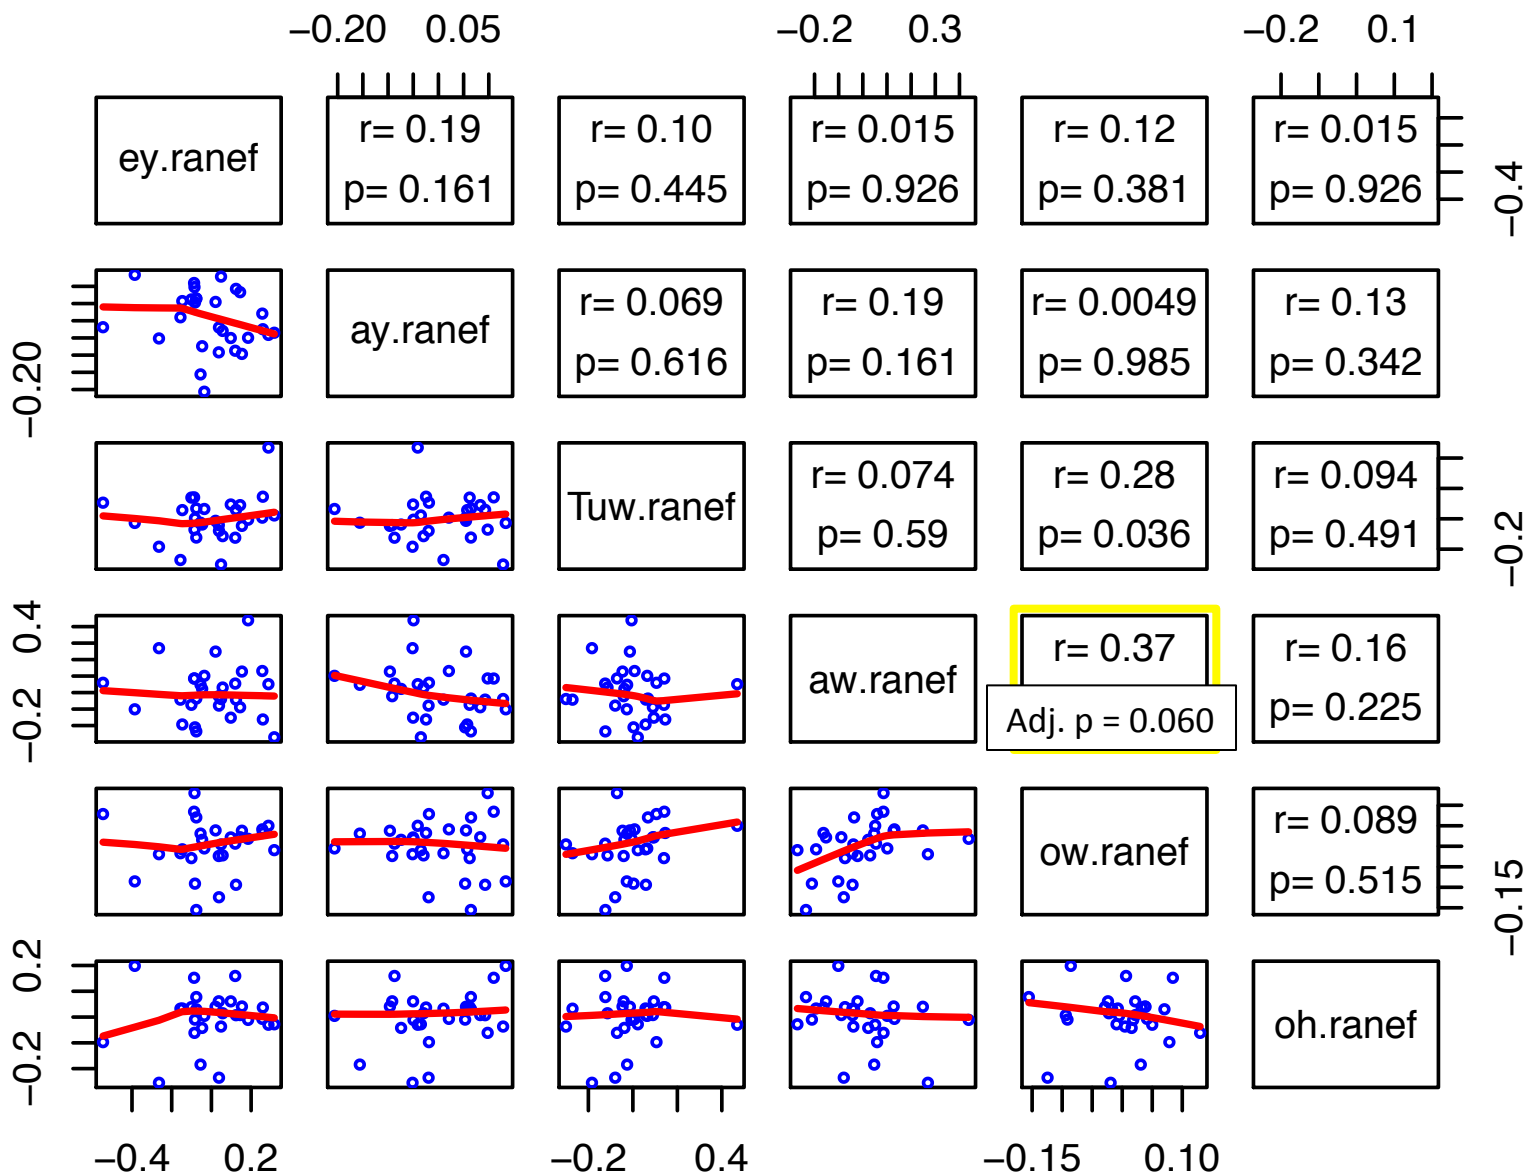 −0.20 0.05 −0.2 0.3 −0.2 0.1
ey.ranef
r= 0.19
p= 0.161
r= 0.10
p= 0.445
r= 0.015
p= 0.926
r= 0.12
p= 0.381
r= 0.015
p= 0.926
−0.4
−0.20
ay.ranef
r= 0.069
p= 0.616
r= 0.19
p= 0.161
r= 0.0049
p= 0.985
r= 0.13
p= 0.342
Tuw.ranef
r= 0.074
p= 0.59
r= 0.28
p= 0.036
r= 0.094
p= 0.491
−0.2
−0.2 0.4
aw.ranef
r= 0.37
Adj. p = 0.060
r= 0.16
p= 0.225
ow.ranef
r= 0.089
p= 0.515
−0.15
−0.2 0.2
oh.ranef
−0.4 0.2 −0.2 0.4 −0.15 0.10